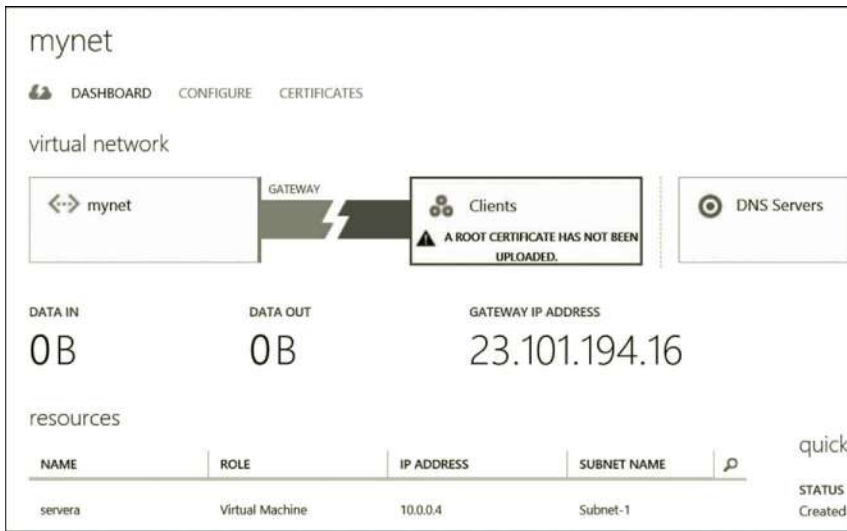 mynet
DASHBOARD CONFIGURE CERTIFICATES
virtual network
mynet
GATEWAY
Clients
A ROOT CERTIFICATE HAS NOT BEEN
UPLOADED.
DNS Servers
DATA IN DATA OUT GATEWAY IP ADDRESS
0 B 0 B 23.101.194.16
resources
quick
NAME ROLE IP ADDRESS SUBNET NAME
STATUS
servera Virtual Machine 10.0.0.4 Subnet-1
Created